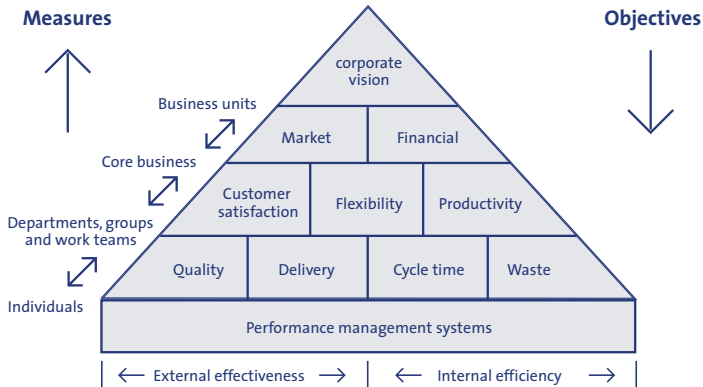 Measures
Objectives
corporate
vision
Business units
Market
Financial
Core business
Customer
satisfaction
Flexibility
Productivity
Departments, groups
and work teams
Quality
Delivery
Cycle time
Waste
Individuals
Performance management systems
External effectiveness
Internal efficiency